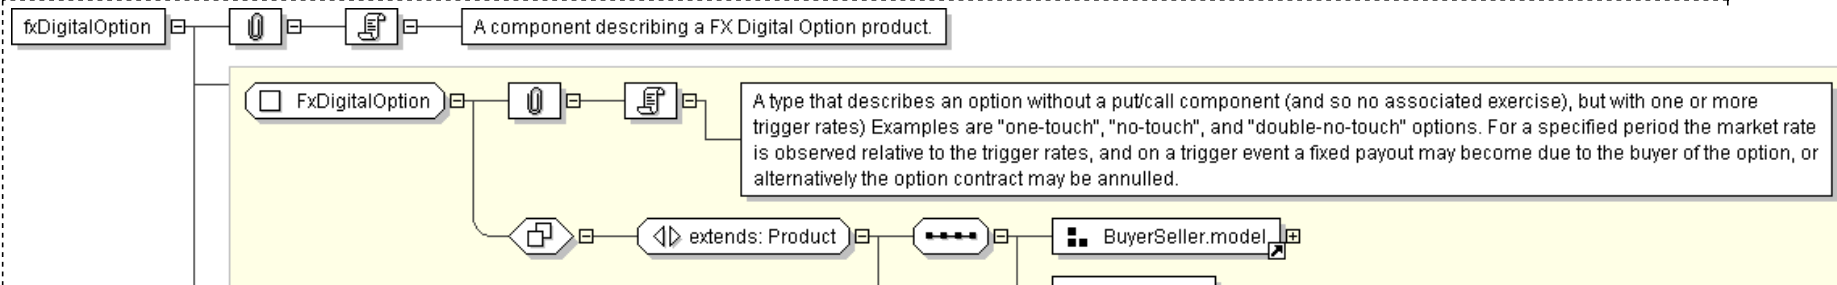 fxDigitalOption
A component describing a FX Digital Option product.
FxDigitalOption
A type that describes an option without a put/call component (and so no associated exercise), but with one or more
trigger rates) Examples are "one-touch", "no-touch", and "double-no-touch" options. For a specified period the market rate
is observed relative to the trigger rates, and on a trigger event a fixed payout may become due to the buyer of the option, or
alternatively the option contract may be annulled.
extends: Product
BuyerSeller.model